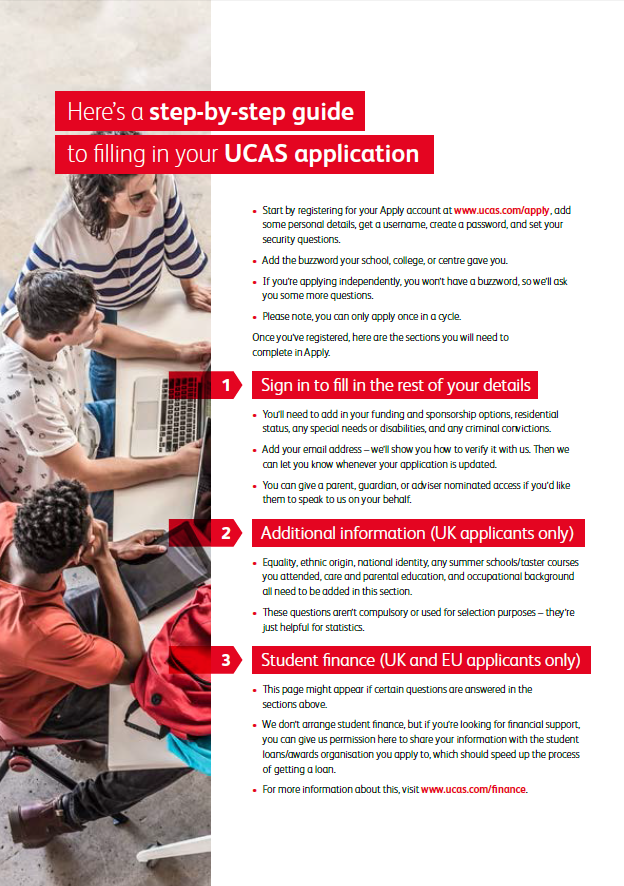 Here's a step-by-step guide
to filling in your UCAS application
• Start by registering for your Apply account at www.ucas.com/apply, add
some personal details, get a username, create a password, and set your
security questions.
• Add the buzzword your school, college, or centre gave you.
• If you're applying independently, you won't have a buzzword, so we'll ask
you some more questions.
• Please note, you can only apply once in a cycle.
Once you've registered, here are the sections you will need to
complete in Apply.
1 Sign in to fill in the rest of your details
• You'll need to add in your funding and sponsorship options, residential
status, any special needs or disabilities, and any criminal convictions.
• Add your email address – we'll show you how to verify it with us. Then we
can let you know whenever your application is updated.
• You can give a parent, guardian, or adviser nominated access if you'd like
them to speak to us on your behalf.
2 Additional information (UK applicants only)
• Equality, ethnic origin, national identity, any summer schools/taster courses
you attended, care and parental education, and occupational background
all need to be added in this section.
• These questions aren't compulsory or used for selection purposes – they're
just helpful for statistics.
3 Student finance (UK and EU applicants only)
• This page might appear if certain questions are answered in the
sections above.
• We don't arrange student finance, but if you're looking for financial support,
you can give us permission here to share your information with the student
loans/awards organisation you apply to, which should speed up the process
of getting a loan.
• For more information about this, visit www.ucas.com/finance.